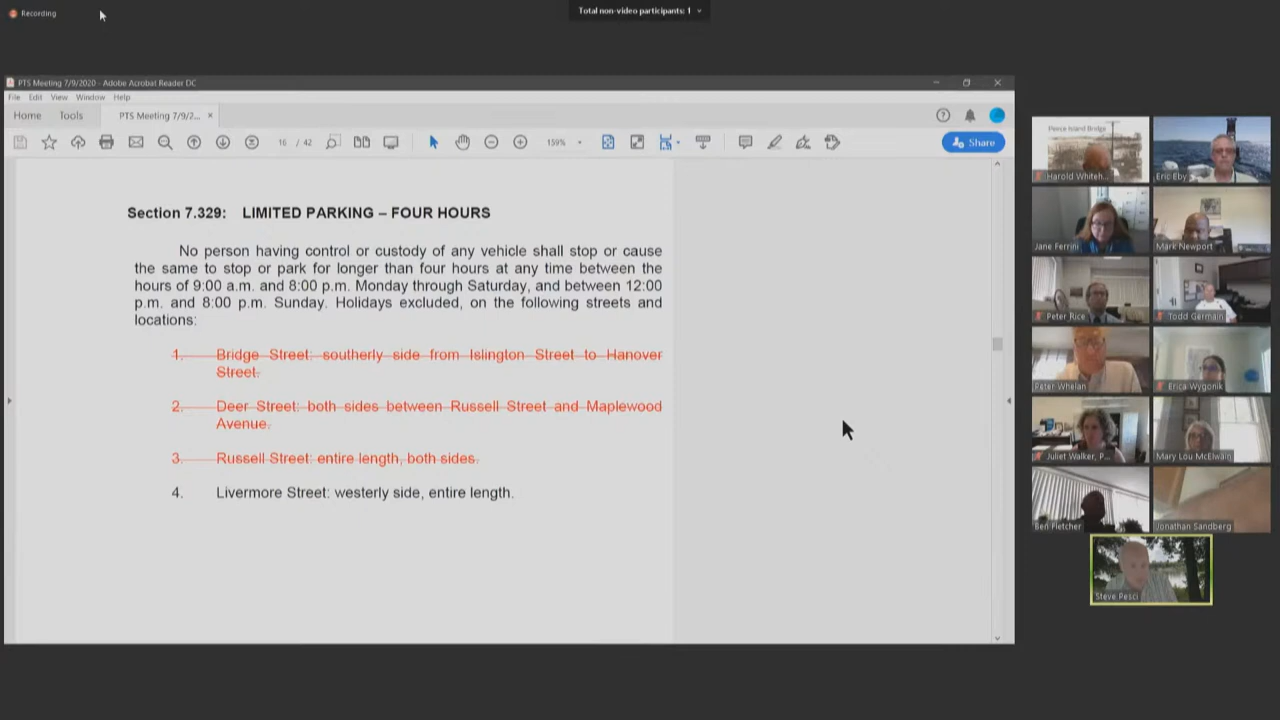 Recording
Total non-video participants: 1
PTS Meeting 7/9/2020 - Adobe Acrobat Reader DC
File Edit View Window Help
Home Tools PTS Meeting 7/9/2... ×
16 / 42 159% Share
Section 7.329: LIMITED PARKING – FOUR HOURS
No person having control or custody of any vehicle shall stop or cause
the same to stop or park for longer than four hours at any time between the
hours of 9:00 a.m. and 8:00 p.m. Monday through Saturday, and between 12:00
p.m. and 8:00 p.m. Sunday. Holidays excluded, on the following streets and
locations:
1. Bridge Street: southerly side from Islington Street to Hanover
Street.
2. Deer Street: both sides between Russell Street and Maplewood
Avenue.
3. Russell Street: entire length, both sides.
4. Livermore Street: westerly side, entire length.
Peirce Island Bridge
Harold Whiteh...
Eric Eby
Jane Ferrini
Mark Newport
Peter Rice
Todd Germain
Peter Whelan
Erica Wygonik
Juliet Walker, P...
Mary Lou McElwain
Ben Fletcher
Jonathan Sandberg
Steve Pesci